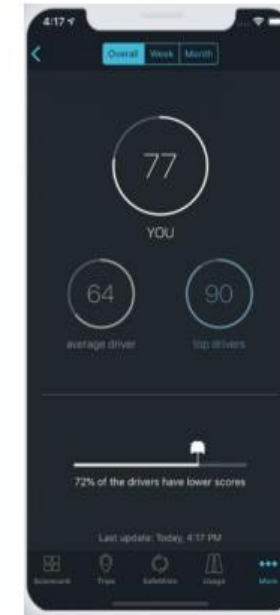 4:17
Overall Week Month
77
YOU
64
90
average driver
top drivers
72% of the drivers have lower scores
Last update: Today, 4:17 PM
Scorecard Trips SafetyKlix Usage More